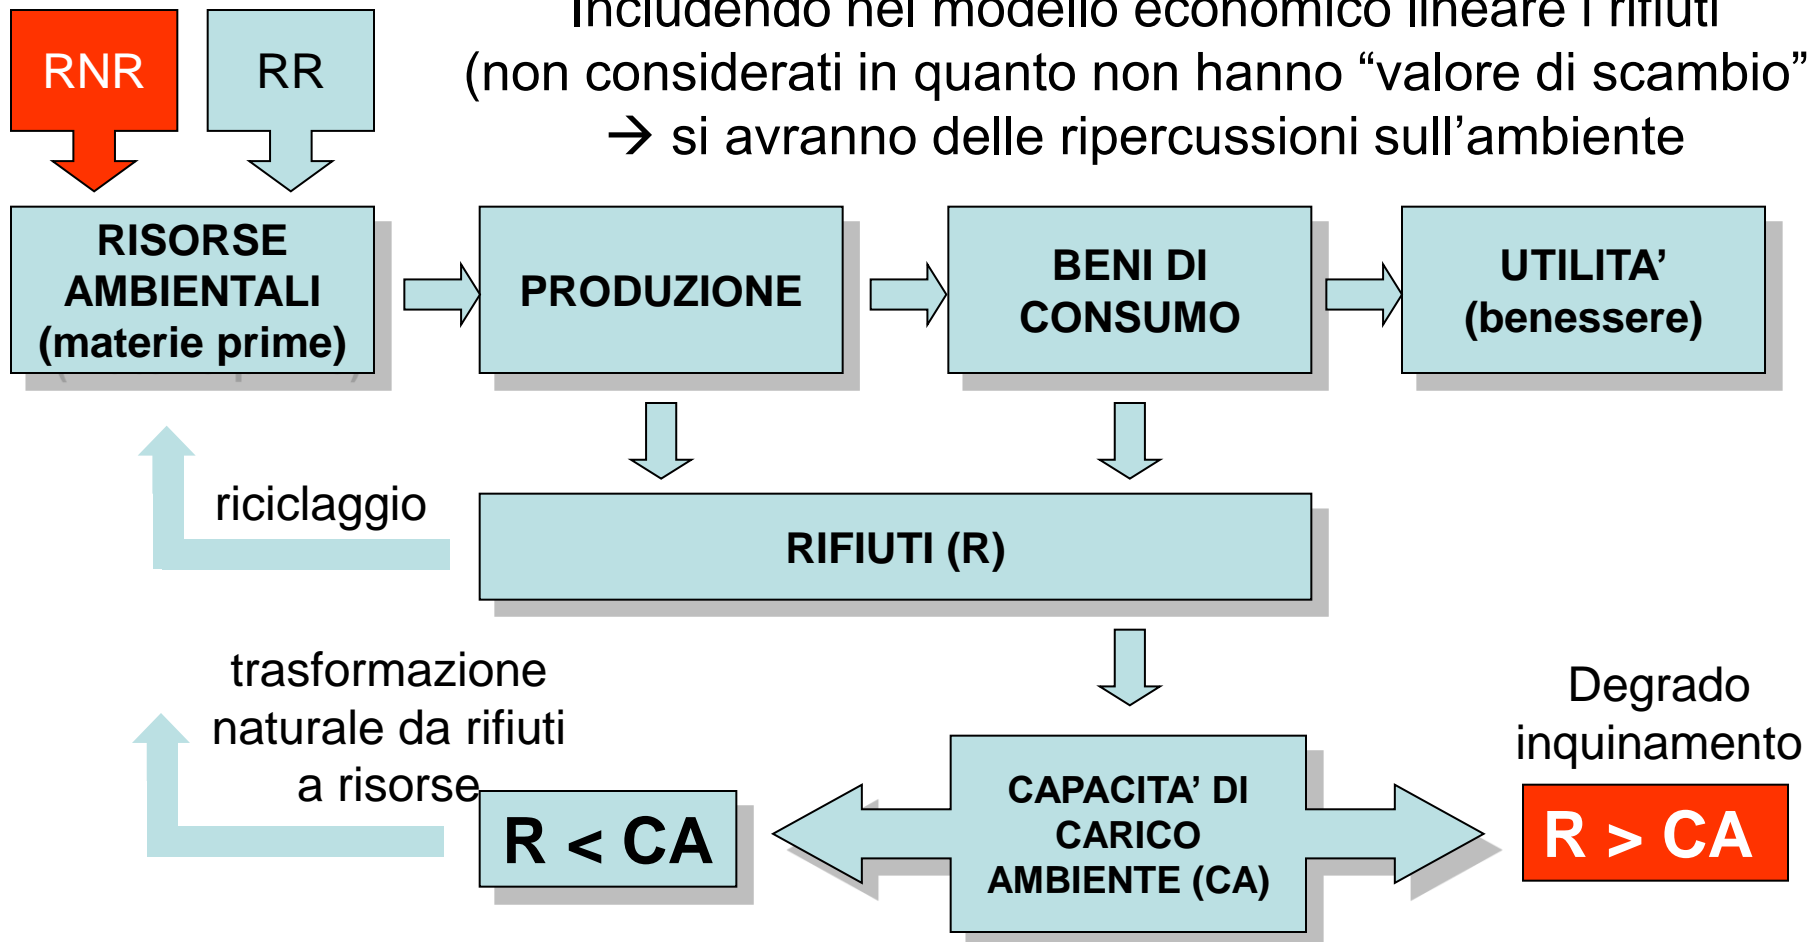 Includendo nel modello economico lineare i rifiuti
(non considerati in quanto non hanno “valore di scambio”
→ si avranno delle ripercussioni sull’ambiente
RNR
RR
RISORSE
AMBIENTALI
(materie prime)
PRODUZIONE
BENI DI
CONSUMO
UTILITA’
(benessere)
riciclaggio
RIFIUTI (R)
trasformazione
naturale da rifiuti
a risorse
R < CA
CAPACITA’ DI
CARICO
AMBIENTE (CA)
Degrado
inquinamento
R > CA